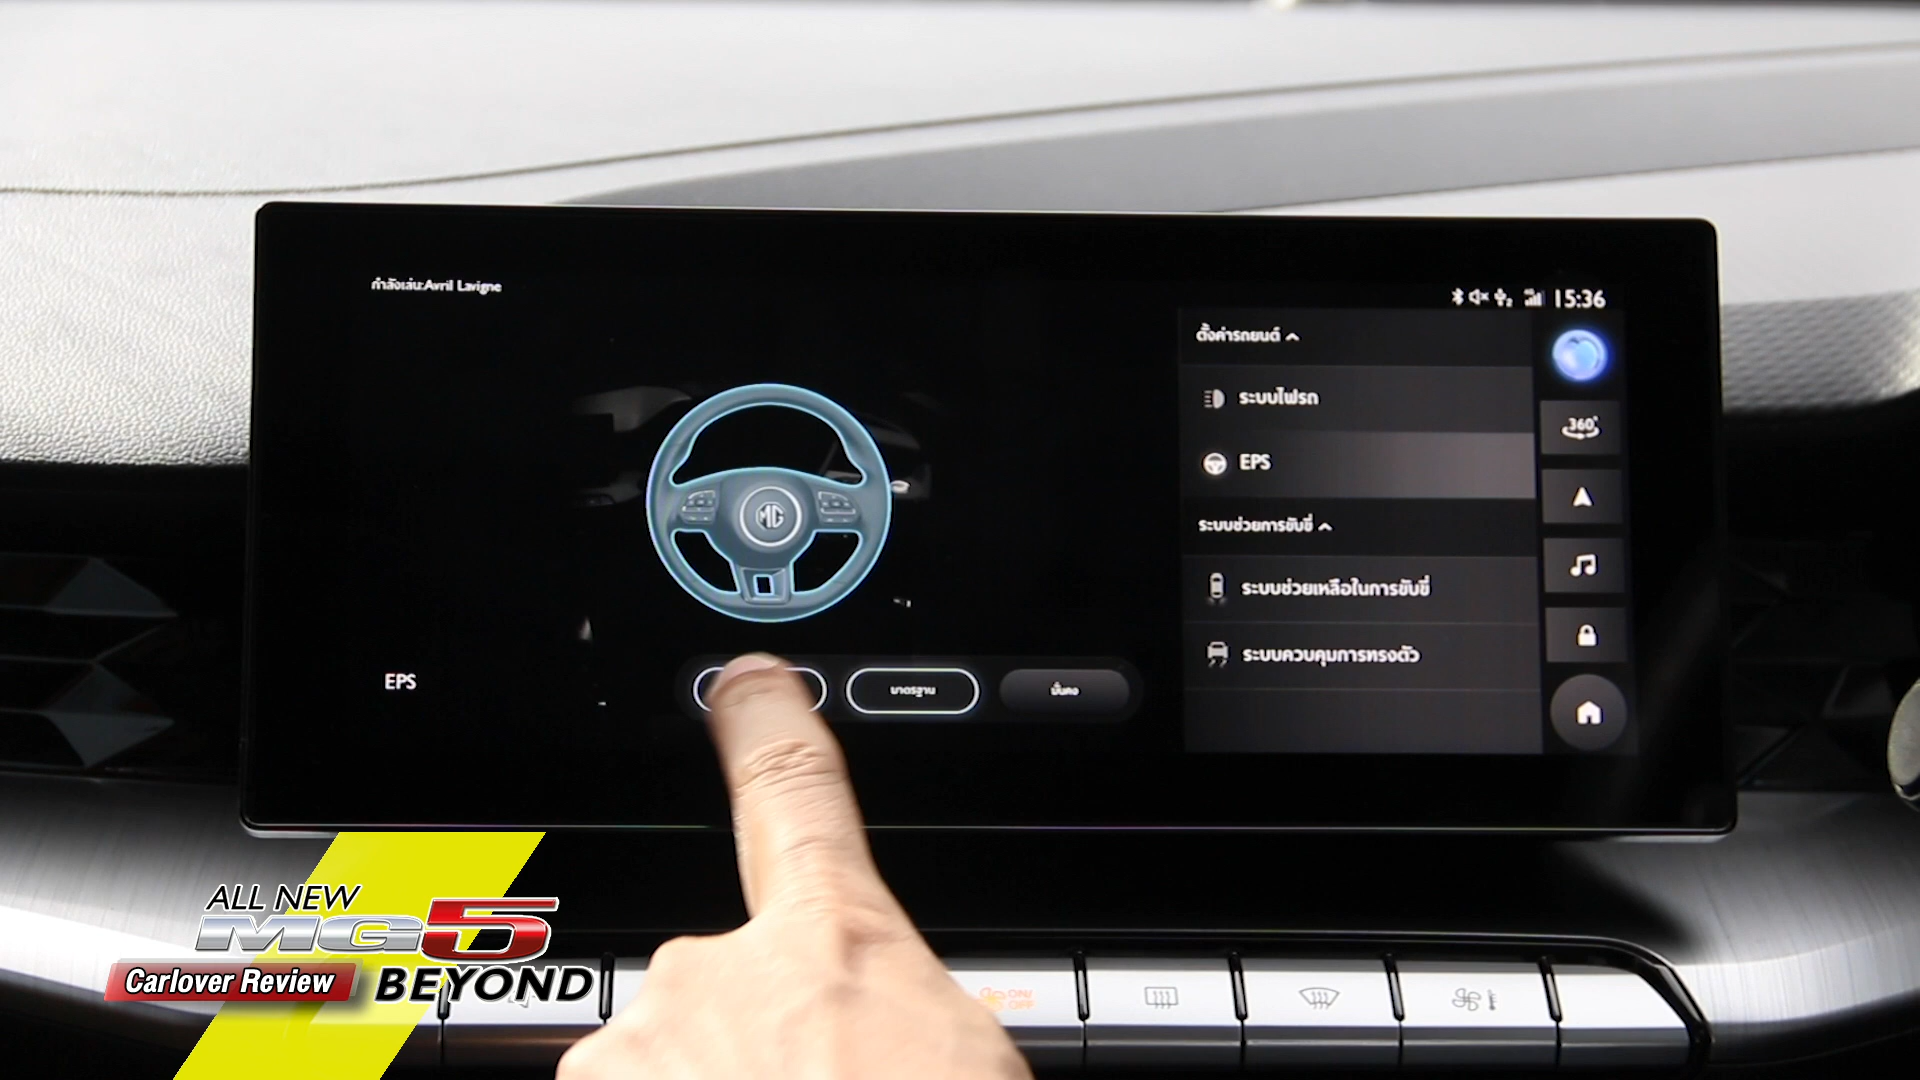 กำลังเล่น:Avril Lavigne
4G
15:36
ตั้งค่ารถยนต์
ระบบไฟรถ
360°
EPS
MG
ระบบช่วยการขับขี่
ระบบช่วยเหลือในการขับขี่
ระบบควบคุมการทรงตัว
EPS
มาตรฐาน
มั่นคง
ALL NEW
MG5
Carlover Review
BEYOND
ON/
OFF